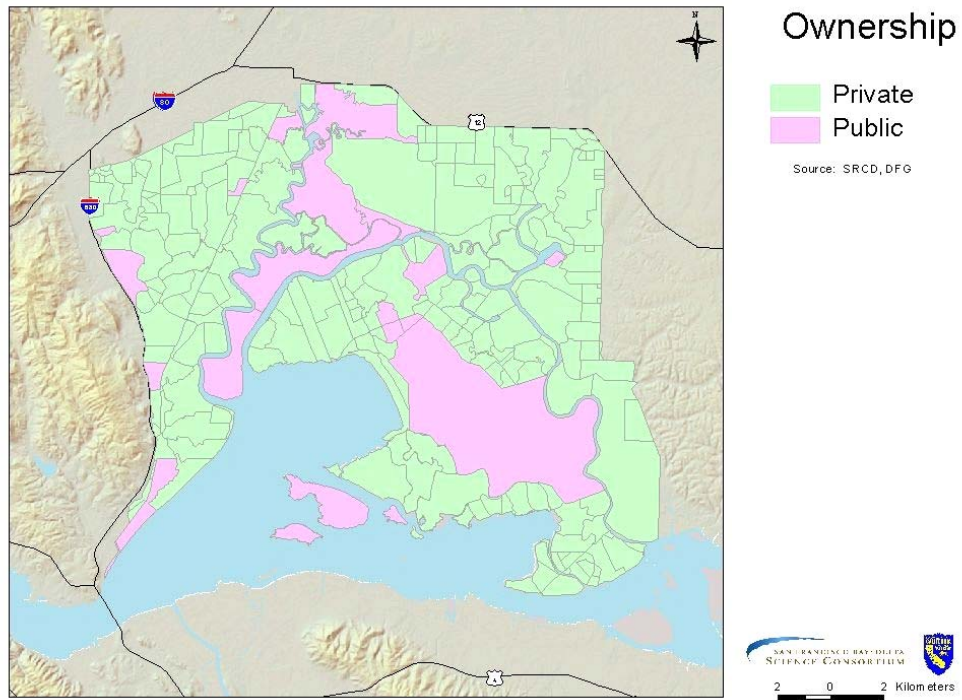 N
Ownership
80
Private
12
Public
Source: SRCD, DFG
680
SAN FRANCISCO BAY-DELTA
SCIENCE CONSORTIUM
2 0 2 Kilometers